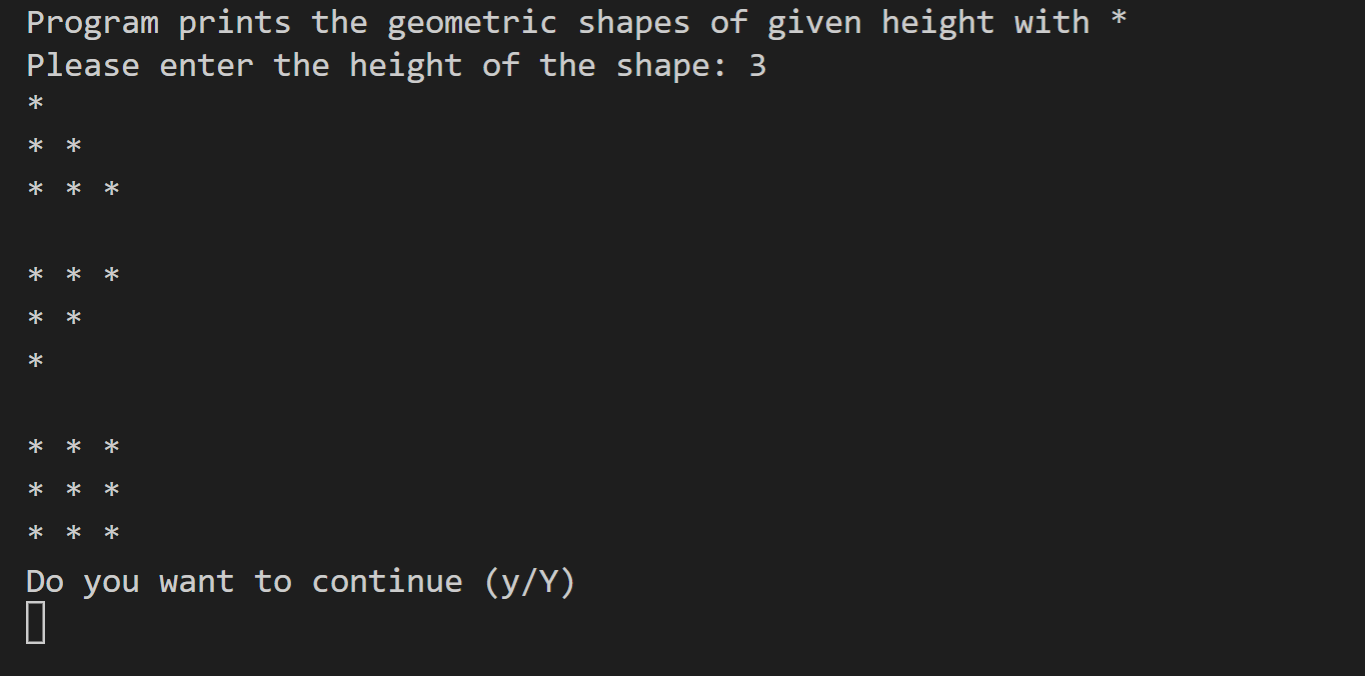 Program prints the geometric shapes of given height with *
Please enter the height of the shape: 3
*
* *
* * *

* * *
* *
*

* * *
* * *
* * *
Do you want to continue (y/Y)